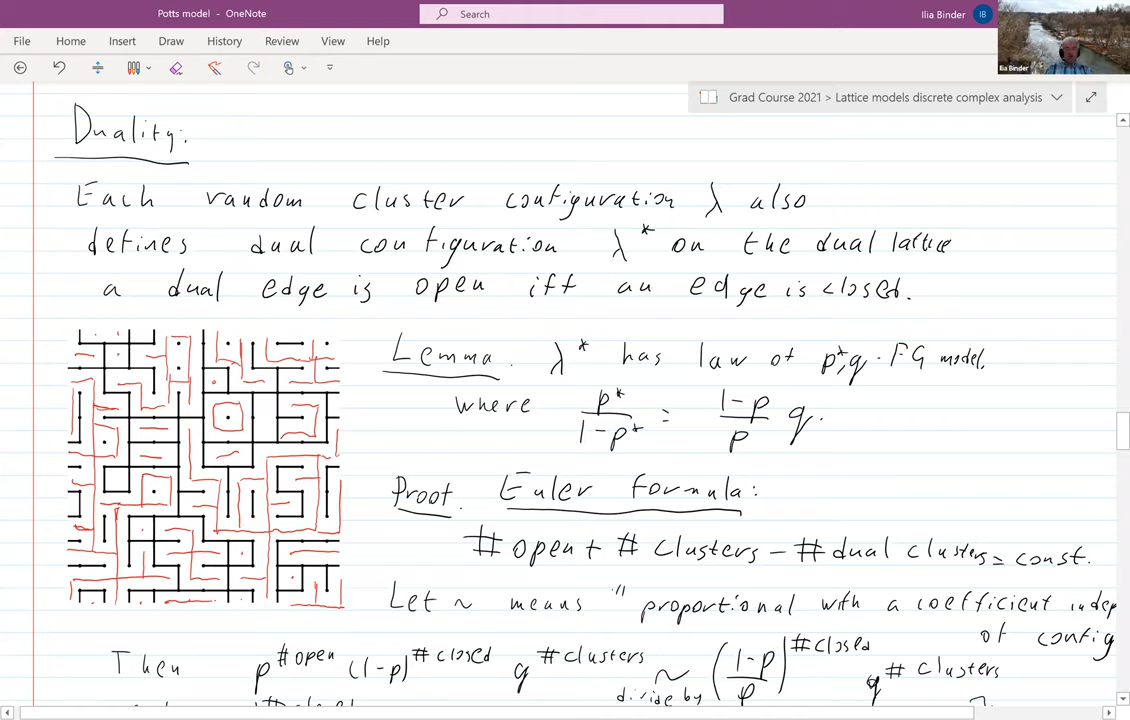 Potts model - OneNote
Search
Ilia Binder
IB
File Home Insert Draw History Review View Help
Ilia Binder
Grad Course 2021 > Lattice models discrete complex analysis
Duality:
Each random cluster configuration λ also
defines dual configuration λ* on the dual lattice
a dual edge is open iff an edge is closed.
Lemma. λ* has law of p*,q - FG model,
where p*/(1-p*) = (1-p)/p q.
Proof. Euler formula:
# open + # clusters - # dual clusters = const.
Let ~ means "proportional with a coefficient indep
of config
Then p^#open (1-p)^#closed q^#clusters ~ ((1-p)/p)^#closed q^#clusters
divide by